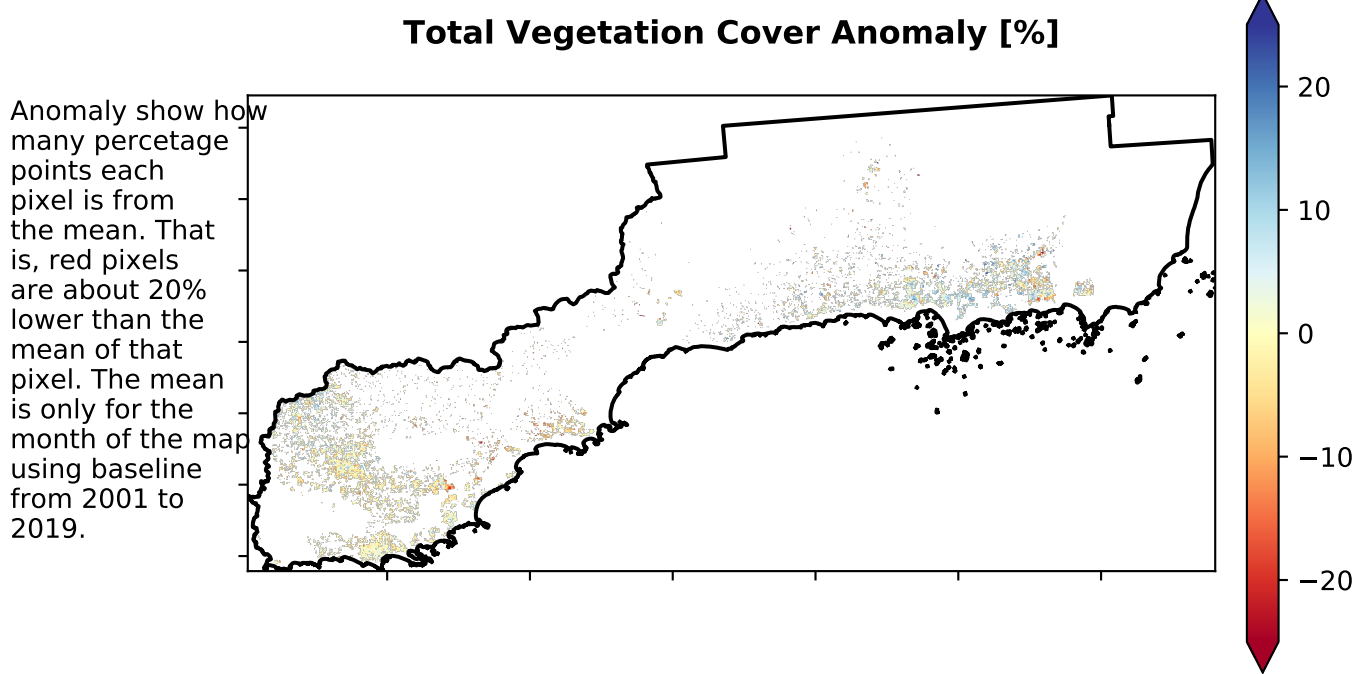 Total Vegetation Cover Anomaly [%]
Anomaly show how
many percetage
points each
pixel is from
the mean. That
is, red pixels
are about 20%
lower than the
mean of that
pixel. The mean
is only for the
month of the map
using baseline
from 2001 to
2019.
20
10
0
−10
−20